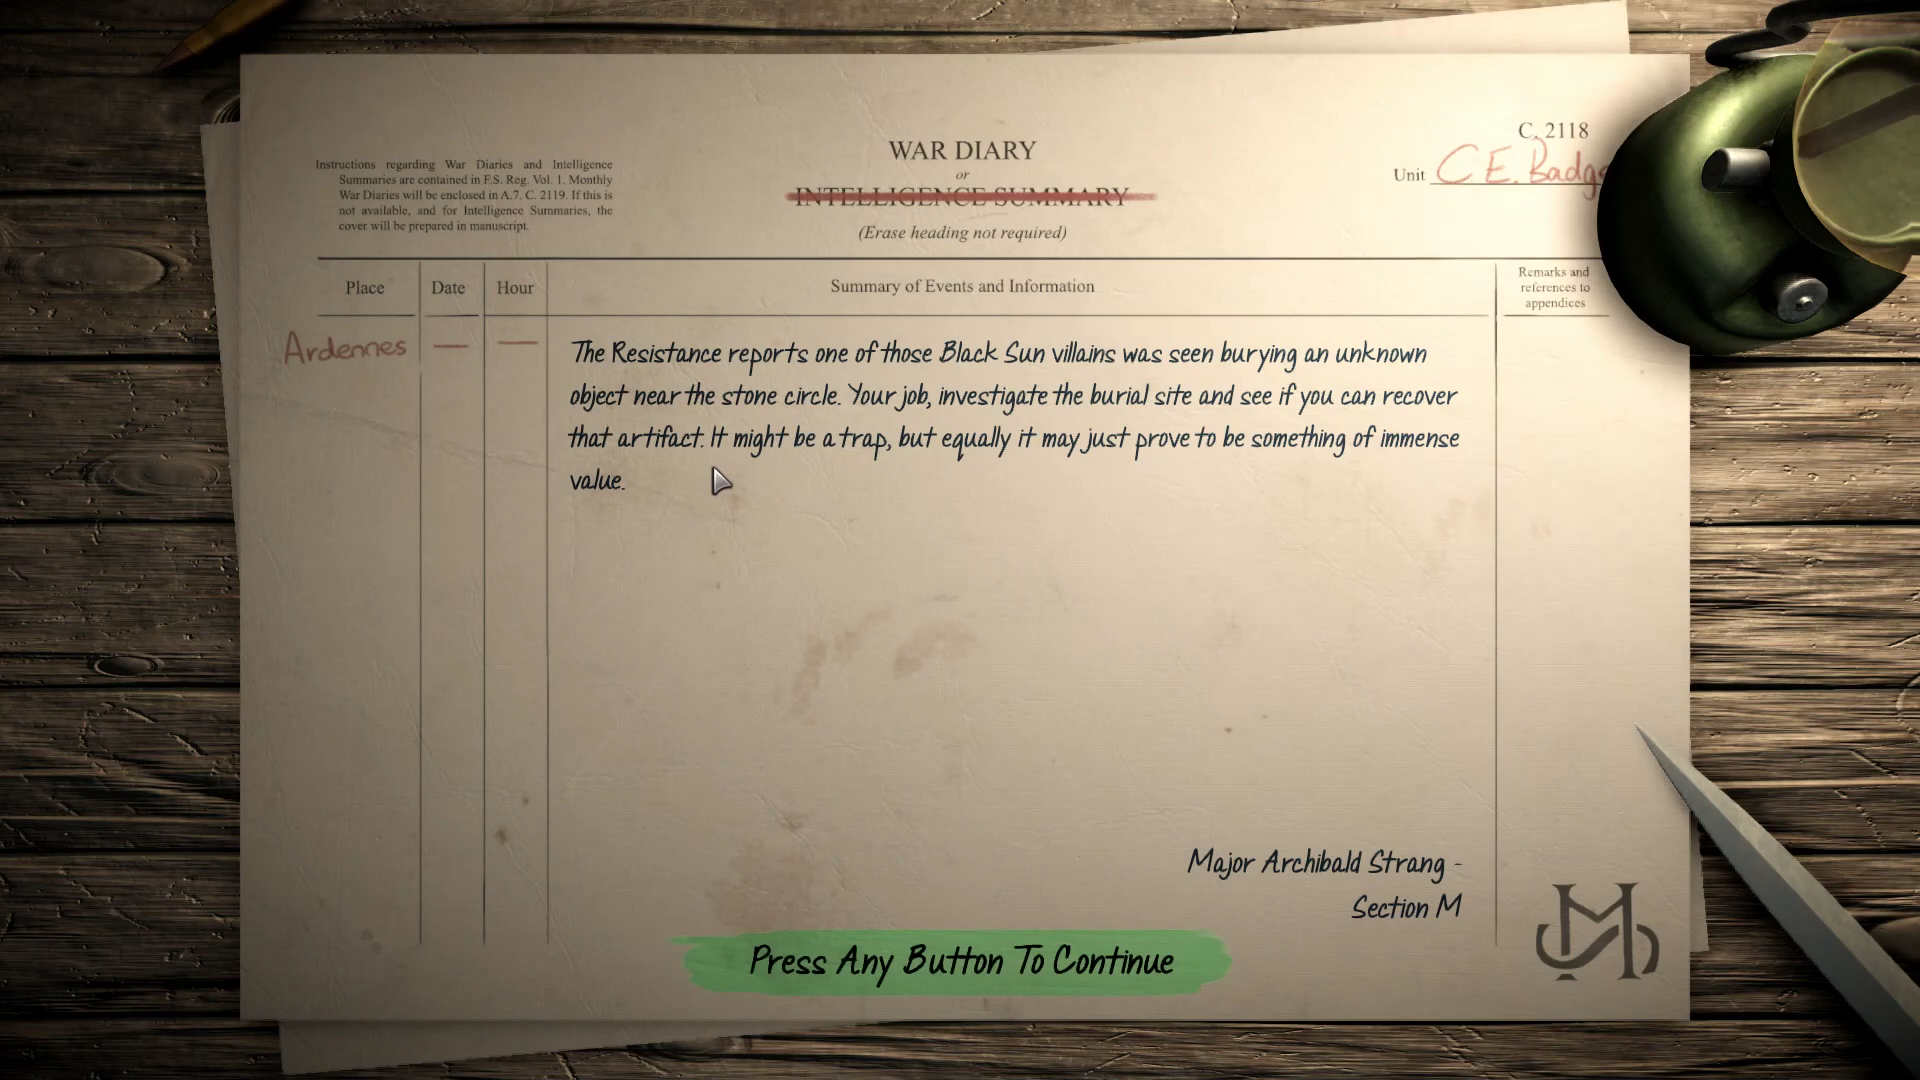 C. 2118
WAR DIARY
or
INTELLIGENCE SUMMARY
(Erase heading not required)
Instructions regarding War Diaries and Intelligence
Summaries are contained in F.S. Reg. Vol. 1. Monthly
War Diaries will be enclosed in A.7. C. 2119. If this is
not available, and for Intelligence Summaries, the
cover will be prepared in manuscript.
Unit C E. Badge
Place Date Hour Summary of Events and Information
Remarks and
references to
appendices
Ardennes — —
The Resistance reports one of those Black Sun villains was seen burying an unknown
object near the stone circle. Your job, investigate the burial site and see if you can recover
that artifact. It might be a trap, but equally it may just prove to be something of immense
value.
Major Archibald Strang -
Section M
Press Any Button To Continue